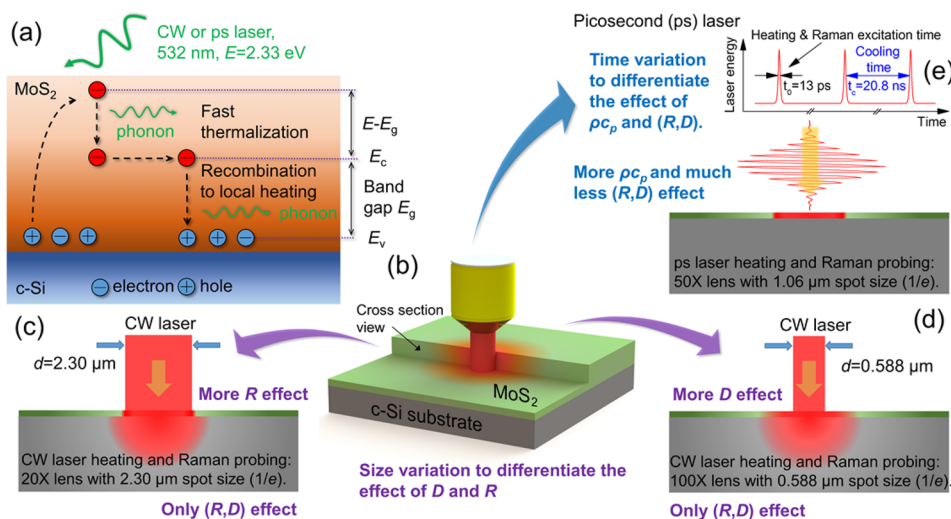 (a)
CW or ps laser,
532 nm, E=2.33 eV
MoS2
phonon
Fast
thermalization
E-Eg
Ec
Recombination
to local heating
phonon
Band
gap Eg
Ev
c-Si
electron
hole
(b)
Cross section
view
MoS2
c-Si substrate
Size variation to differentiate the
effect of D and R
Time variation
to differentiate
the effect of
ρcp and (R,D).
More ρcp and much
less (R,D) effect
Picosecond (ps) laser
(e)
Laser energy
Heating & Raman excitation time
t0=13 ps
Cooling
time
tc=20.8 ns
Time
ps laser heating and Raman probing:
50X lens with 1.06 μm spot size (1/e).
(c)
CW laser
d=2.30 μm
More R effect
CW laser heating and Raman probing:
20X lens with 2.30 μm spot size (1/e).
Only (R,D) effect
(d)
CW laser
d=0.588 μm
More D effect
CW laser heating and Raman probing:
100X lens with 0.588 μm spot size (1/e).
Only (R,D) effect